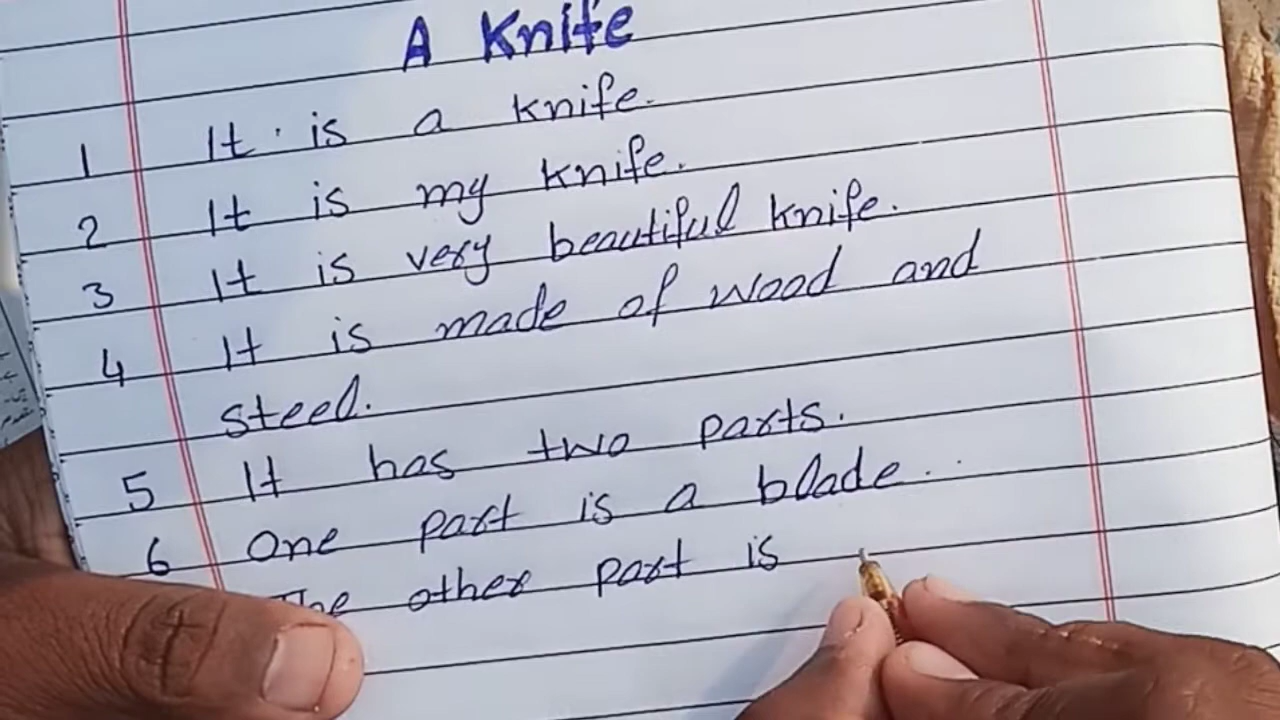 A Knife
1 It is a knife.
2 It is my knife.
3 It is very beautiful knife.
4 It is made of wood and
steel.
5 It has two parts.
6 One part is a blade.
The other part is